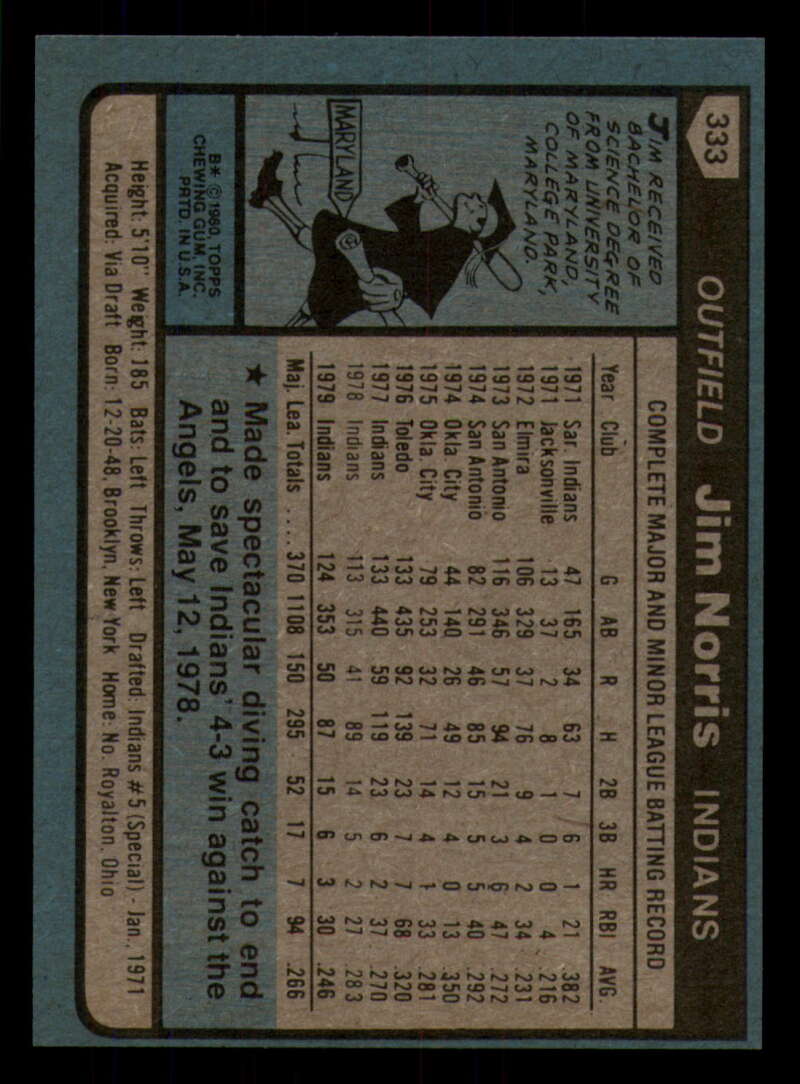 333
OUTFIELD Jim Norris INDIANS
JIM RECEIVED
BACHELOR OF
SCIENCE DEGREE
FROM UNIVERSITY
OF MARYLAND,
COLLEGE PARK,
MARYLAND.
MARYLAND
B* © 1980 TOPPS
CHEWING GUM, INC.
PRTD. IN U.S.A.
COMPLETE MAJOR AND MINOR LEAGUE BATTING RECORD
Year Club G AB R H 2B 3B HR RBI AVG.
1971 Sar. Indians 47 165 34 63 7 6 1 21 .382
1971 Jacksonville 13 37 2 8 1 0 0 4 .216
1972 Elmira 106 329 37 76 9 4 2 34 .231
1973 San Antonio 116 346 57 94 21 3 6 47 .272
1974 San Antonio 82 291 46 85 15 5 5 40 .292
1974 Okla. City 44 140 26 49 12 4 0 13 .350
1975 Okla. City 79 253 32 71 14 4 1 33 .281
1976 Toledo 133 435 92 139 23 7 7 68 .320
1977 Indians 133 440 59 119 23 6 2 37 .270
1978 Indians 113 315 41 89 14 5 2 27 .283
1979 Indians 124 353 50 87 15 6 3 30 .246
Maj. Lea. Totals .... 370 1108 150 295 52 17 7 94 .266
★ Made spectacular diving catch to end
and to save Indians' 4-3 win against the
Angels, May 12, 1978.
Height: 5'10" Weight: 185 Bats: Left Throws: Left Drafted: Indians #5 (Special) - Jan., 1971
Acquired: Via Draft Born: 12-20-48, Brooklyn, New York Home: No. Royalton, Ohio